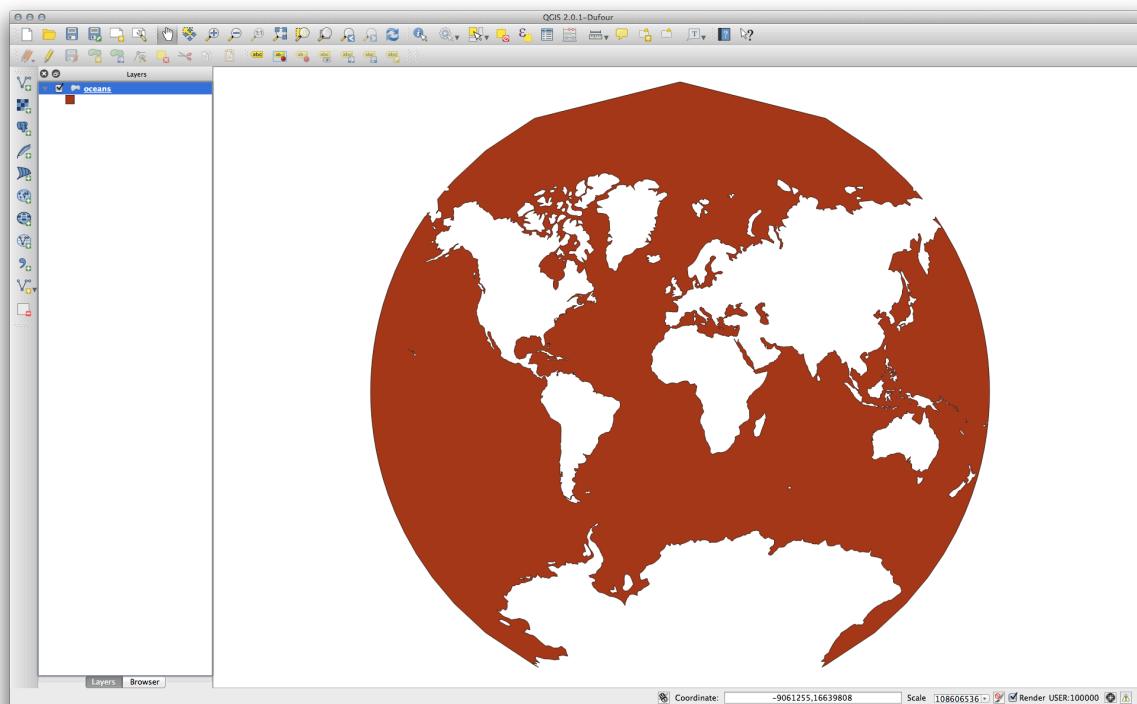 QGIS 2.0.1-Dufour
Layers
oceans
Layers Browser
Coordinate: -9061255,16639808 Scale 108606536 Render USER:100000